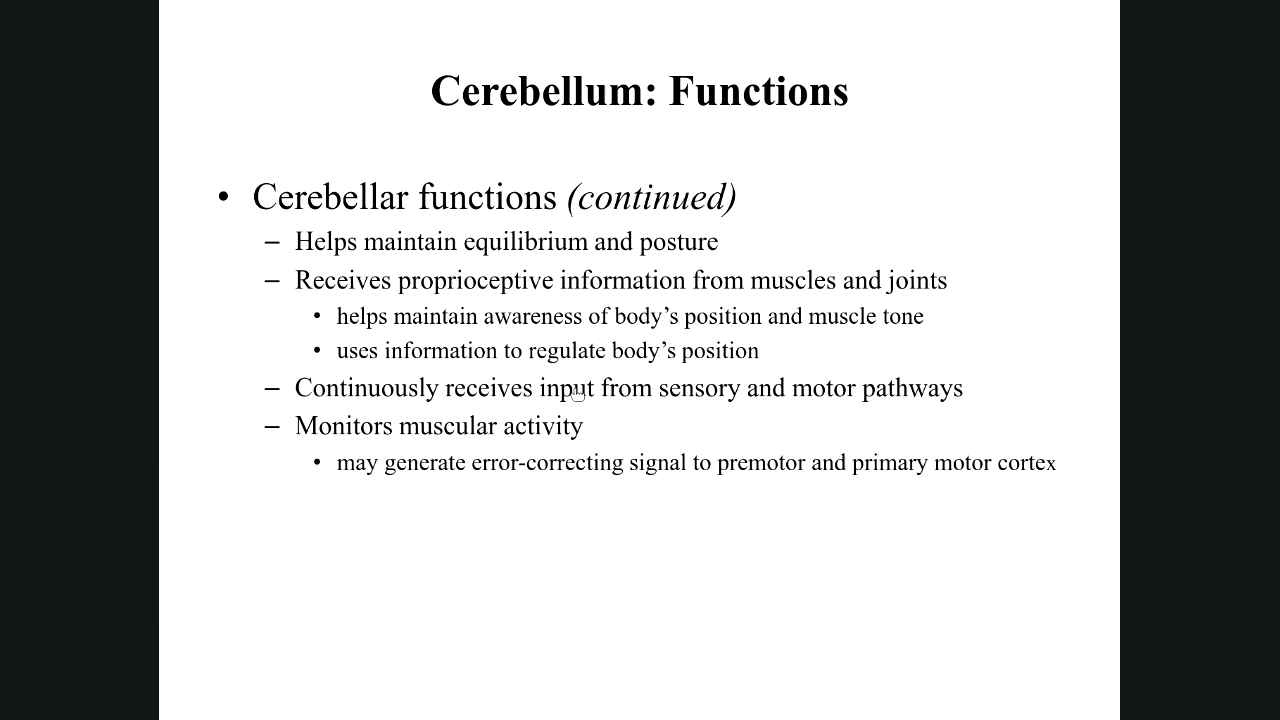 Cerebellum: Functions
• Cerebellar functions (continued)
– Helps maintain equilibrium and posture
– Receives proprioceptive information from muscles and joints
• helps maintain awareness of body’s position and muscle tone
• uses information to regulate body’s position
– Continuously receives input from sensory and motor pathways
– Monitors muscular activity
• may generate error-correcting signal to premotor and primary motor cortex